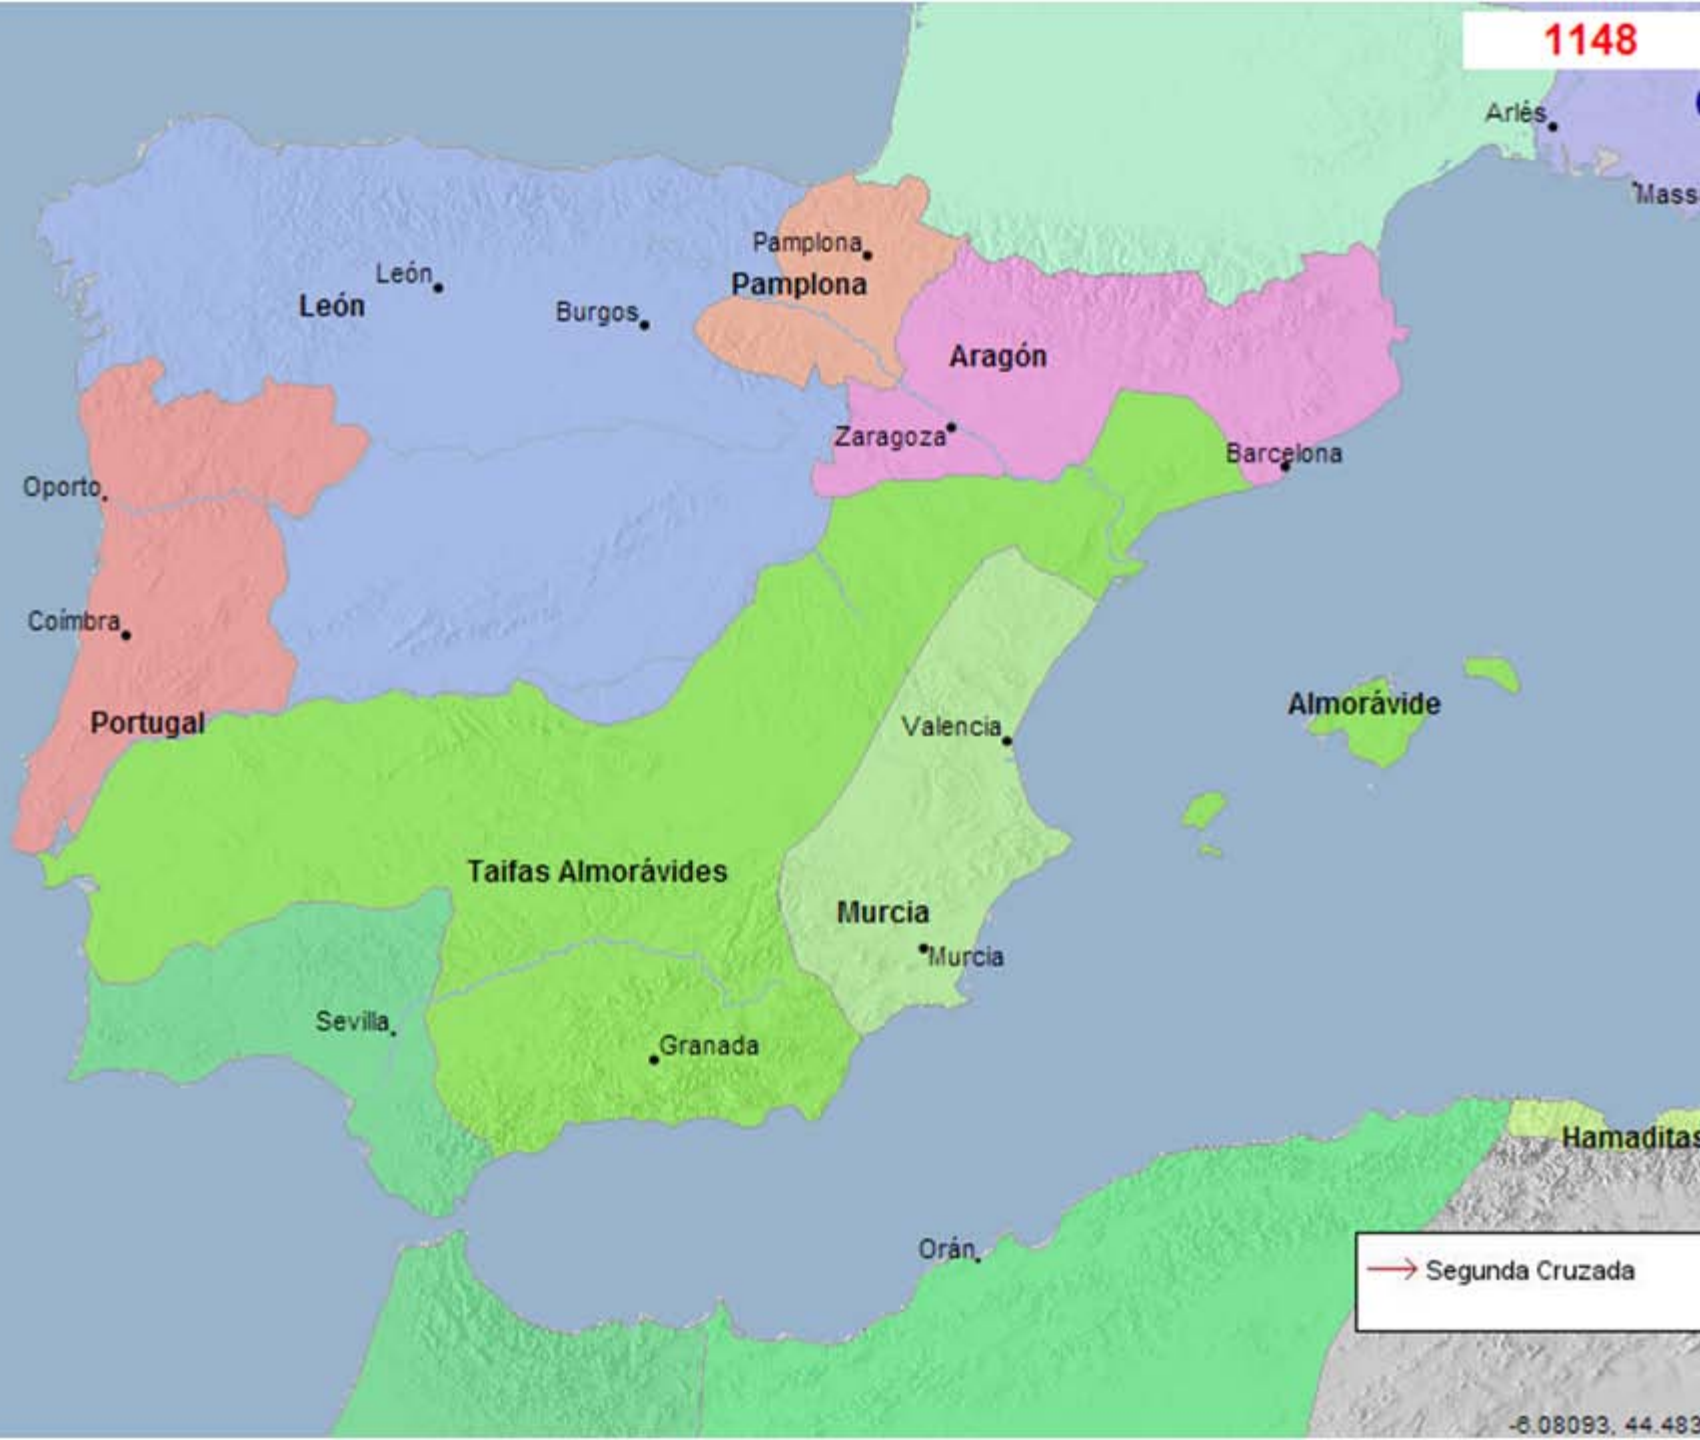 1148
Arlés
Mass
Pamplona
Pamplona
León
León
Burgos
Aragón
Zaragoza
Barcelona
Oporto
Coímbra
Portugal
Almorávide
Valencia
Taifas Almorávides
Murcia
Murcia
Sevilla
Granada
Hamaditas
Orán
Segunda Cruzada
-6.08093, 44.483